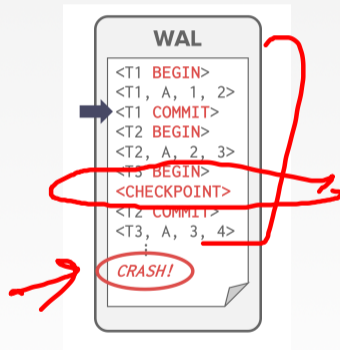 WAL
<T1 BEGIN>
<T1, A, 1, 2>
<T1 COMMIT>
<T2 BEGIN>
<T2, A, 2, 3>
<T3 BEGIN>
<CHECKPOINT>
<T2 COMMIT>
<T3, A, 3, 4>
⋮
CRASH!